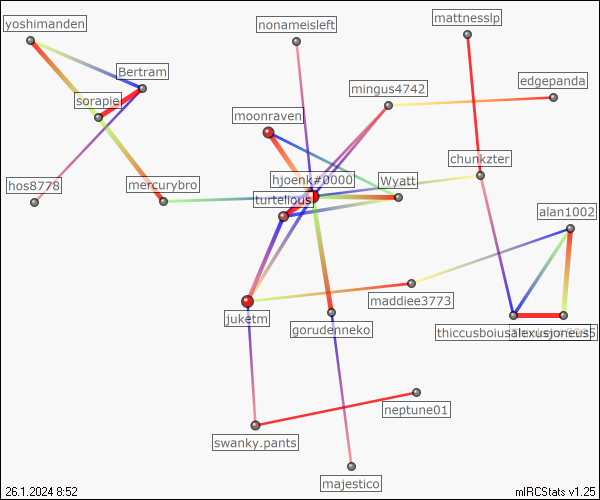 yoshimanden
nonameisleft
mattnesslp
Bertram
edgepanda
mingus4742
sorapie
moonraven
chunkzter
hjoenk#0000
hos8778
mercurybro
Wyatt
turtelious
alan1002
maddiee3773
juketm
gorudenneko
thiccusboiusalexusjoneus
neptune01
swanky.pants
majestico
26.1.2024 8:52
mIRCStats v1.25